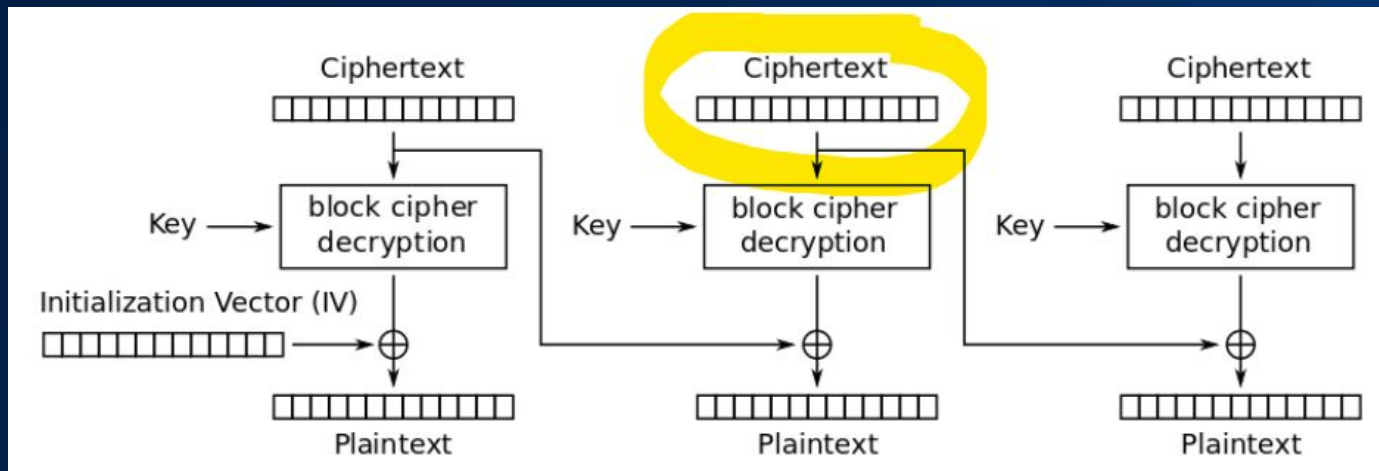 Ciphertext
Ciphertext
Ciphertext
Key
block cipher
decryption
Key
block cipher
decryption
Key
block cipher
decryption
Initialization Vector (IV)
Plaintext
Plaintext
Plaintext